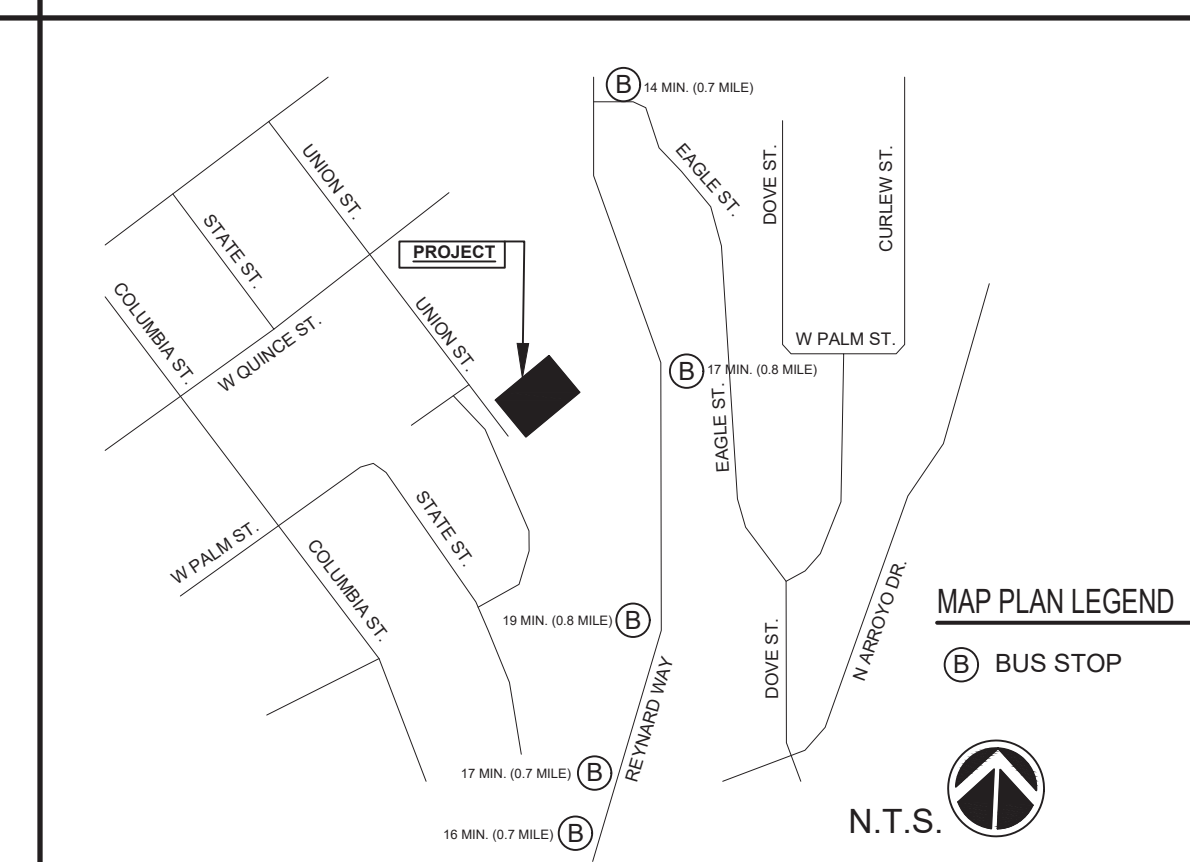 B 14 MIN. (0.7 MILE)
UNION ST.
EAGLE ST.
DOVE ST.
CURLEW ST.
STATE ST.
PROJECT
COLUMBIA ST.
W QUINCE ST.
UNION ST.
W PALM ST.
B 17 MIN. (0.8 MILE)
EAGLE ST.
W PALM ST.
STATE ST.
COLUMBIA ST.
19 MIN. (0.8 MILE) B
REYNARD WAY
DOVE ST.
N ARROYO DR.
17 MIN. (0.7 MILE) B
16 MIN. (0.7 MILE) B
MAP PLAN LEGEND
B BUS STOP
N.T.S.